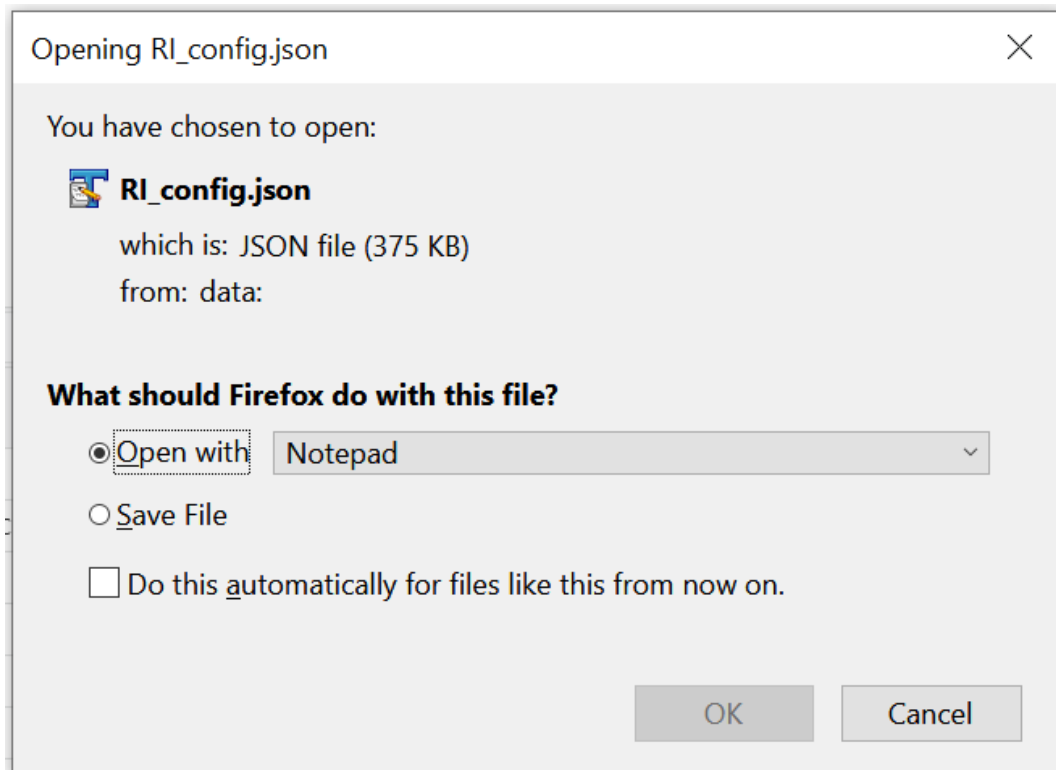 Opening RI_config.json
You have chosen to open:
RI_config.json
which is: JSON file (375 KB)
from: data:
What should Firefox do with this file?
Open with Notepad
Save File
Do this automatically for files like this from now on.
OK Cancel